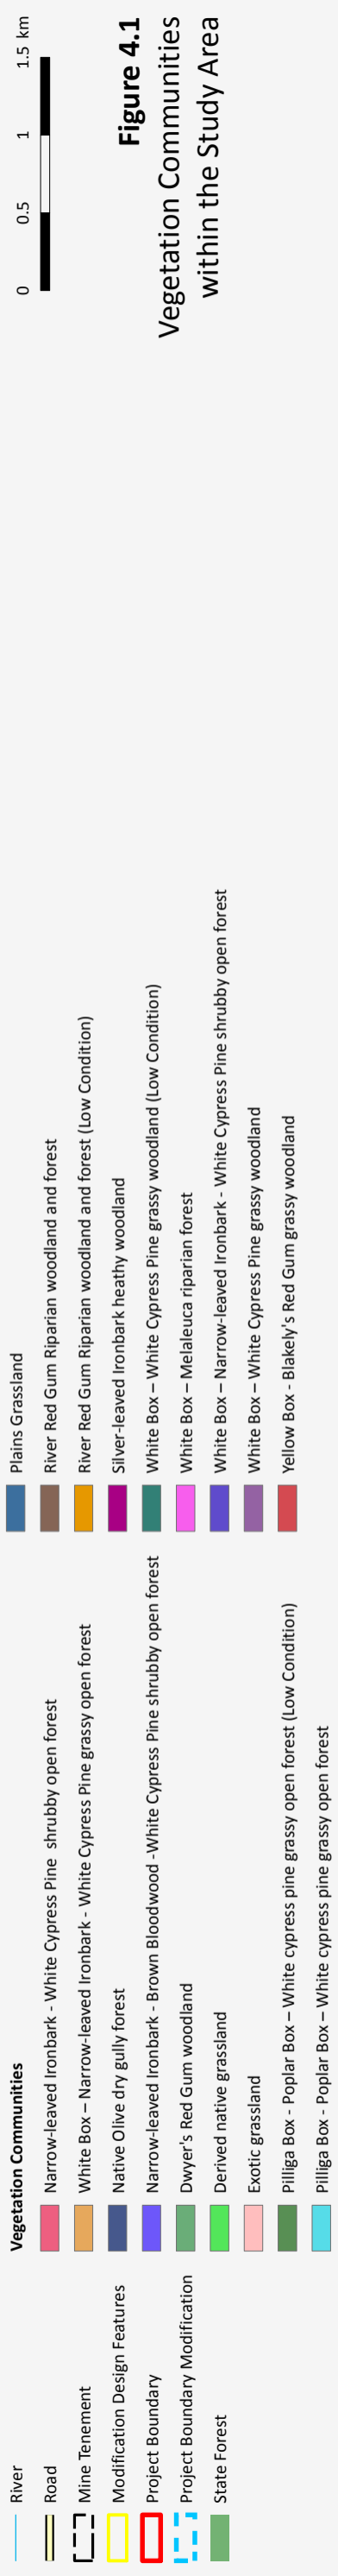 River
Road
Mine Tenement
Modification Design Features
Project Boundary
Project Boundary Modification
State Forest
Vegetation Communities
Narrow-leaved Ironbark - White Cypress Pine shrubby open forest
White Box – Narrow-leaved Ironbark - White Cypress Pine grassy open forest
Native Olive dry gully forest
Narrow-leaved Ironbark - Brown Bloodwood -White Cypress Pine shrubby open forest
Dwyer's Red Gum woodland
Derived native grassland
Exotic grassland
Pilliga Box - Poplar Box – White cypress pine grassy open forest (Low Condition)
Pilliga Box - Poplar Box – White cypress pine grassy open forest
Plains Grassland
River Red Gum Riparian woodland and forest
River Red Gum Riparian woodland and forest (Low Condition)
Silver-leaved Ironbark heathy woodland
White Box – White Cypress Pine grassy woodland (Low Condition)
White Box – Melaleuca riparian forest
White Box – Narrow-leaved Ironbark - White Cypress Pine shrubby open forest
White Box – White Cypress Pine grassy woodland
Yellow Box - Blakely's Red Gum grassy woodland
0 0.5 1 1.5 km
Figure 4.1
Vegetation Communities
within the Study Area